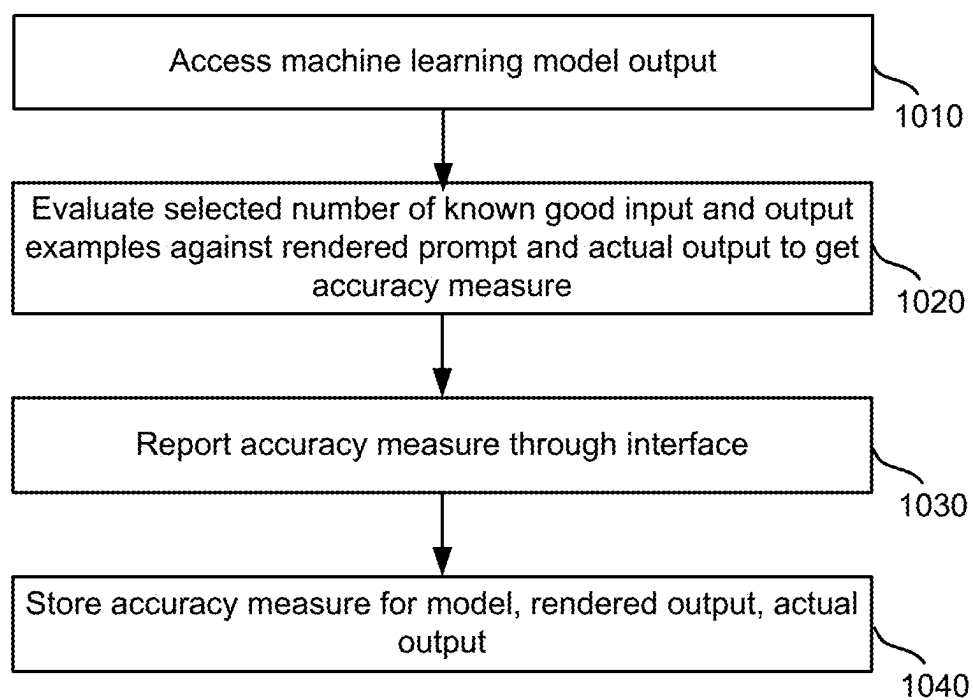 Access machine learning model output
1010
Evaluate selected number of known good input and output
examples against rendered prompt and actual output to get
accuracy measure
1020
Report accuracy measure through interface
1030
Store accuracy measure for model, rendered output, actual
output
1040